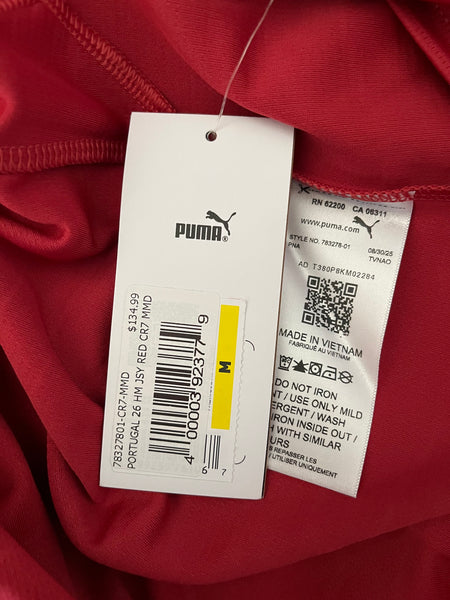 PUMA®
$134.99
4 00003 92377 9
6 7
78327801-CR7-MMD
PORTUGAL 26 HM JSY RED CR7 MMD
M
RN 62200 CA 06311
www.puma.com
STYLE NO. 783278-01
PNA
08/30/25
TVNAO
AD T380P8KM02284
MADE IN VIETNAM
FABRIQUÉ AU VIETNAM
DO NOT IRON
NT / USE ONLY MILD
ERGENT / WASH
IRON INSIDE OUT /
H WITH SIMILAR
URS
S REPASSER LES
/ UTILISER UNIQUEMENT